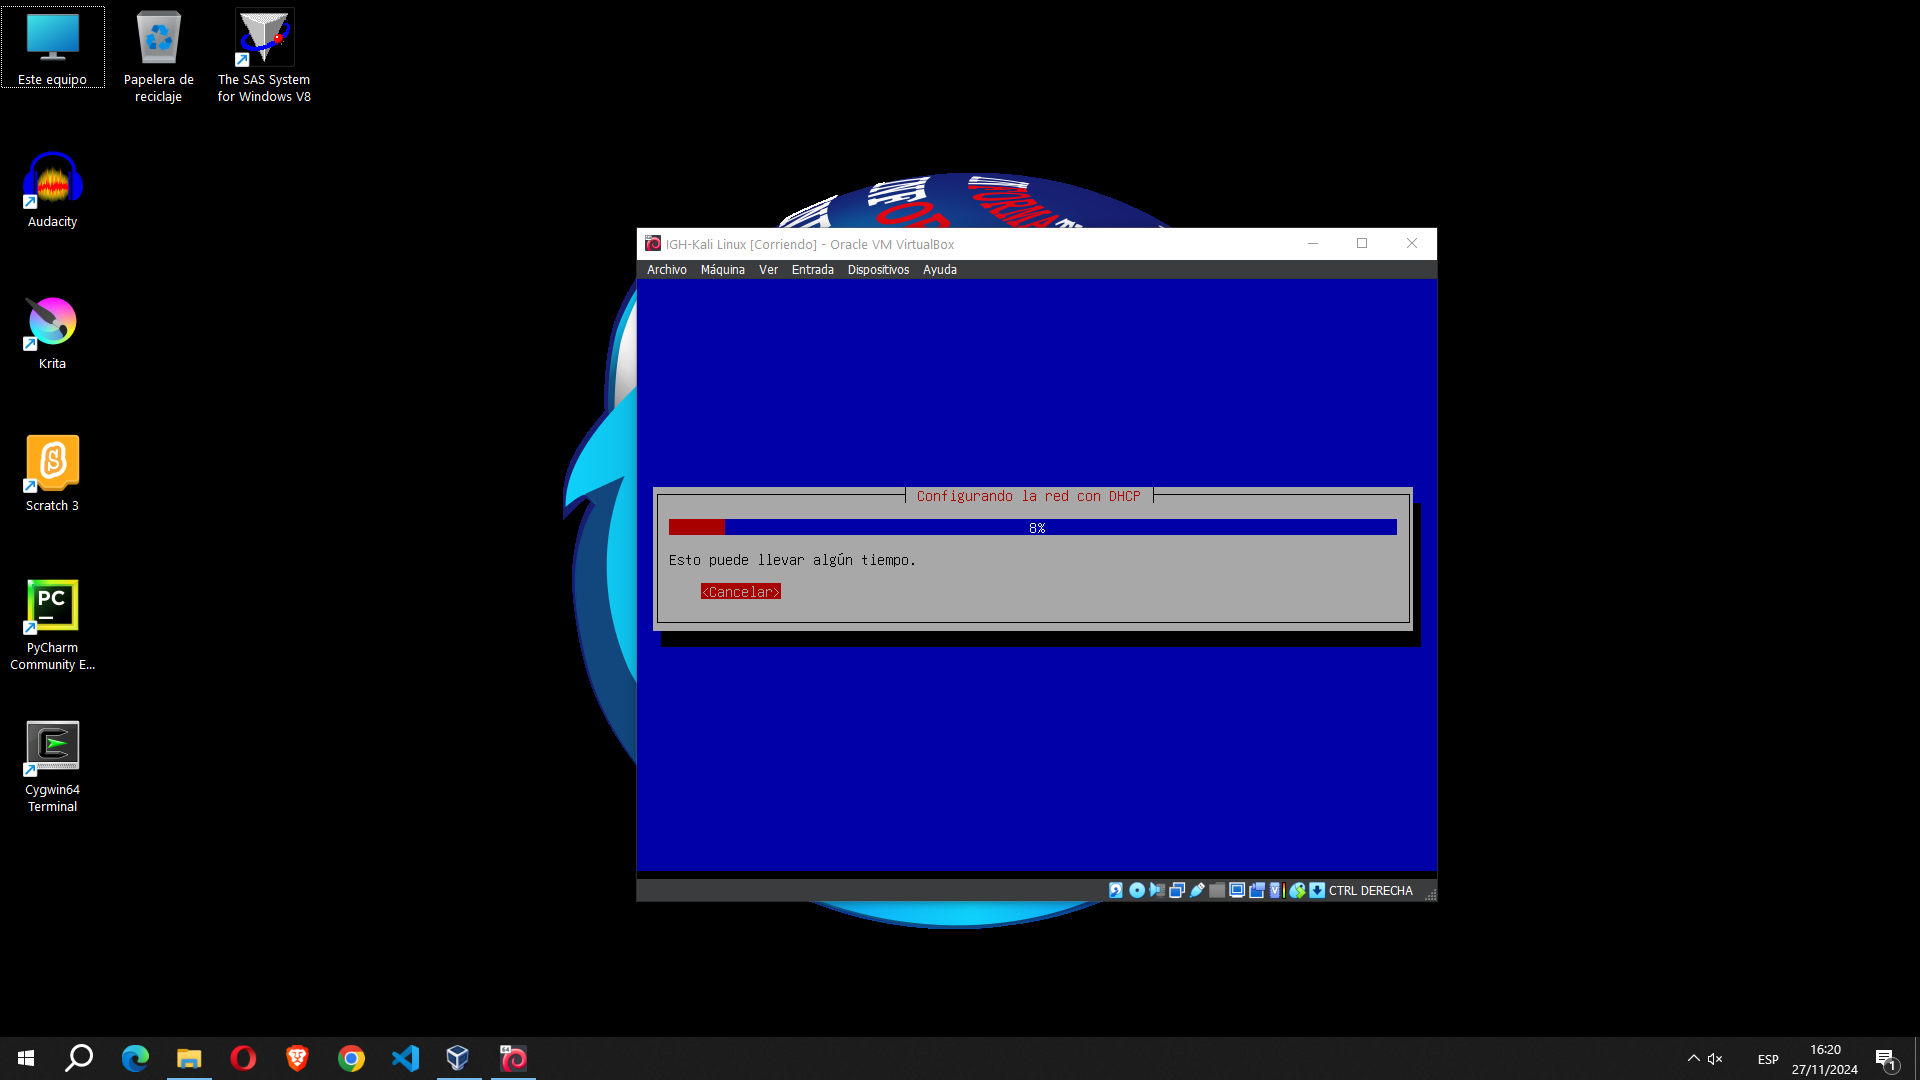 Este equipo
Papelera de
reciclaje
The SAS System
for Windows V8
Audacity
Krita
Scratch 3
PC
PyCharm
Community E...
Cygwin64
Terminal
IGH-Kali Linux [Corriendo] - Oracle VM VirtualBox
Archivo Máquina Ver Entrada Dispositivos Ayuda
Configurando la red con DHCP
8%
Esto puede llevar algún tiempo.
<Cancelar>
CTRL DERECHA
64
ESP
16:20
27/11/2024
1